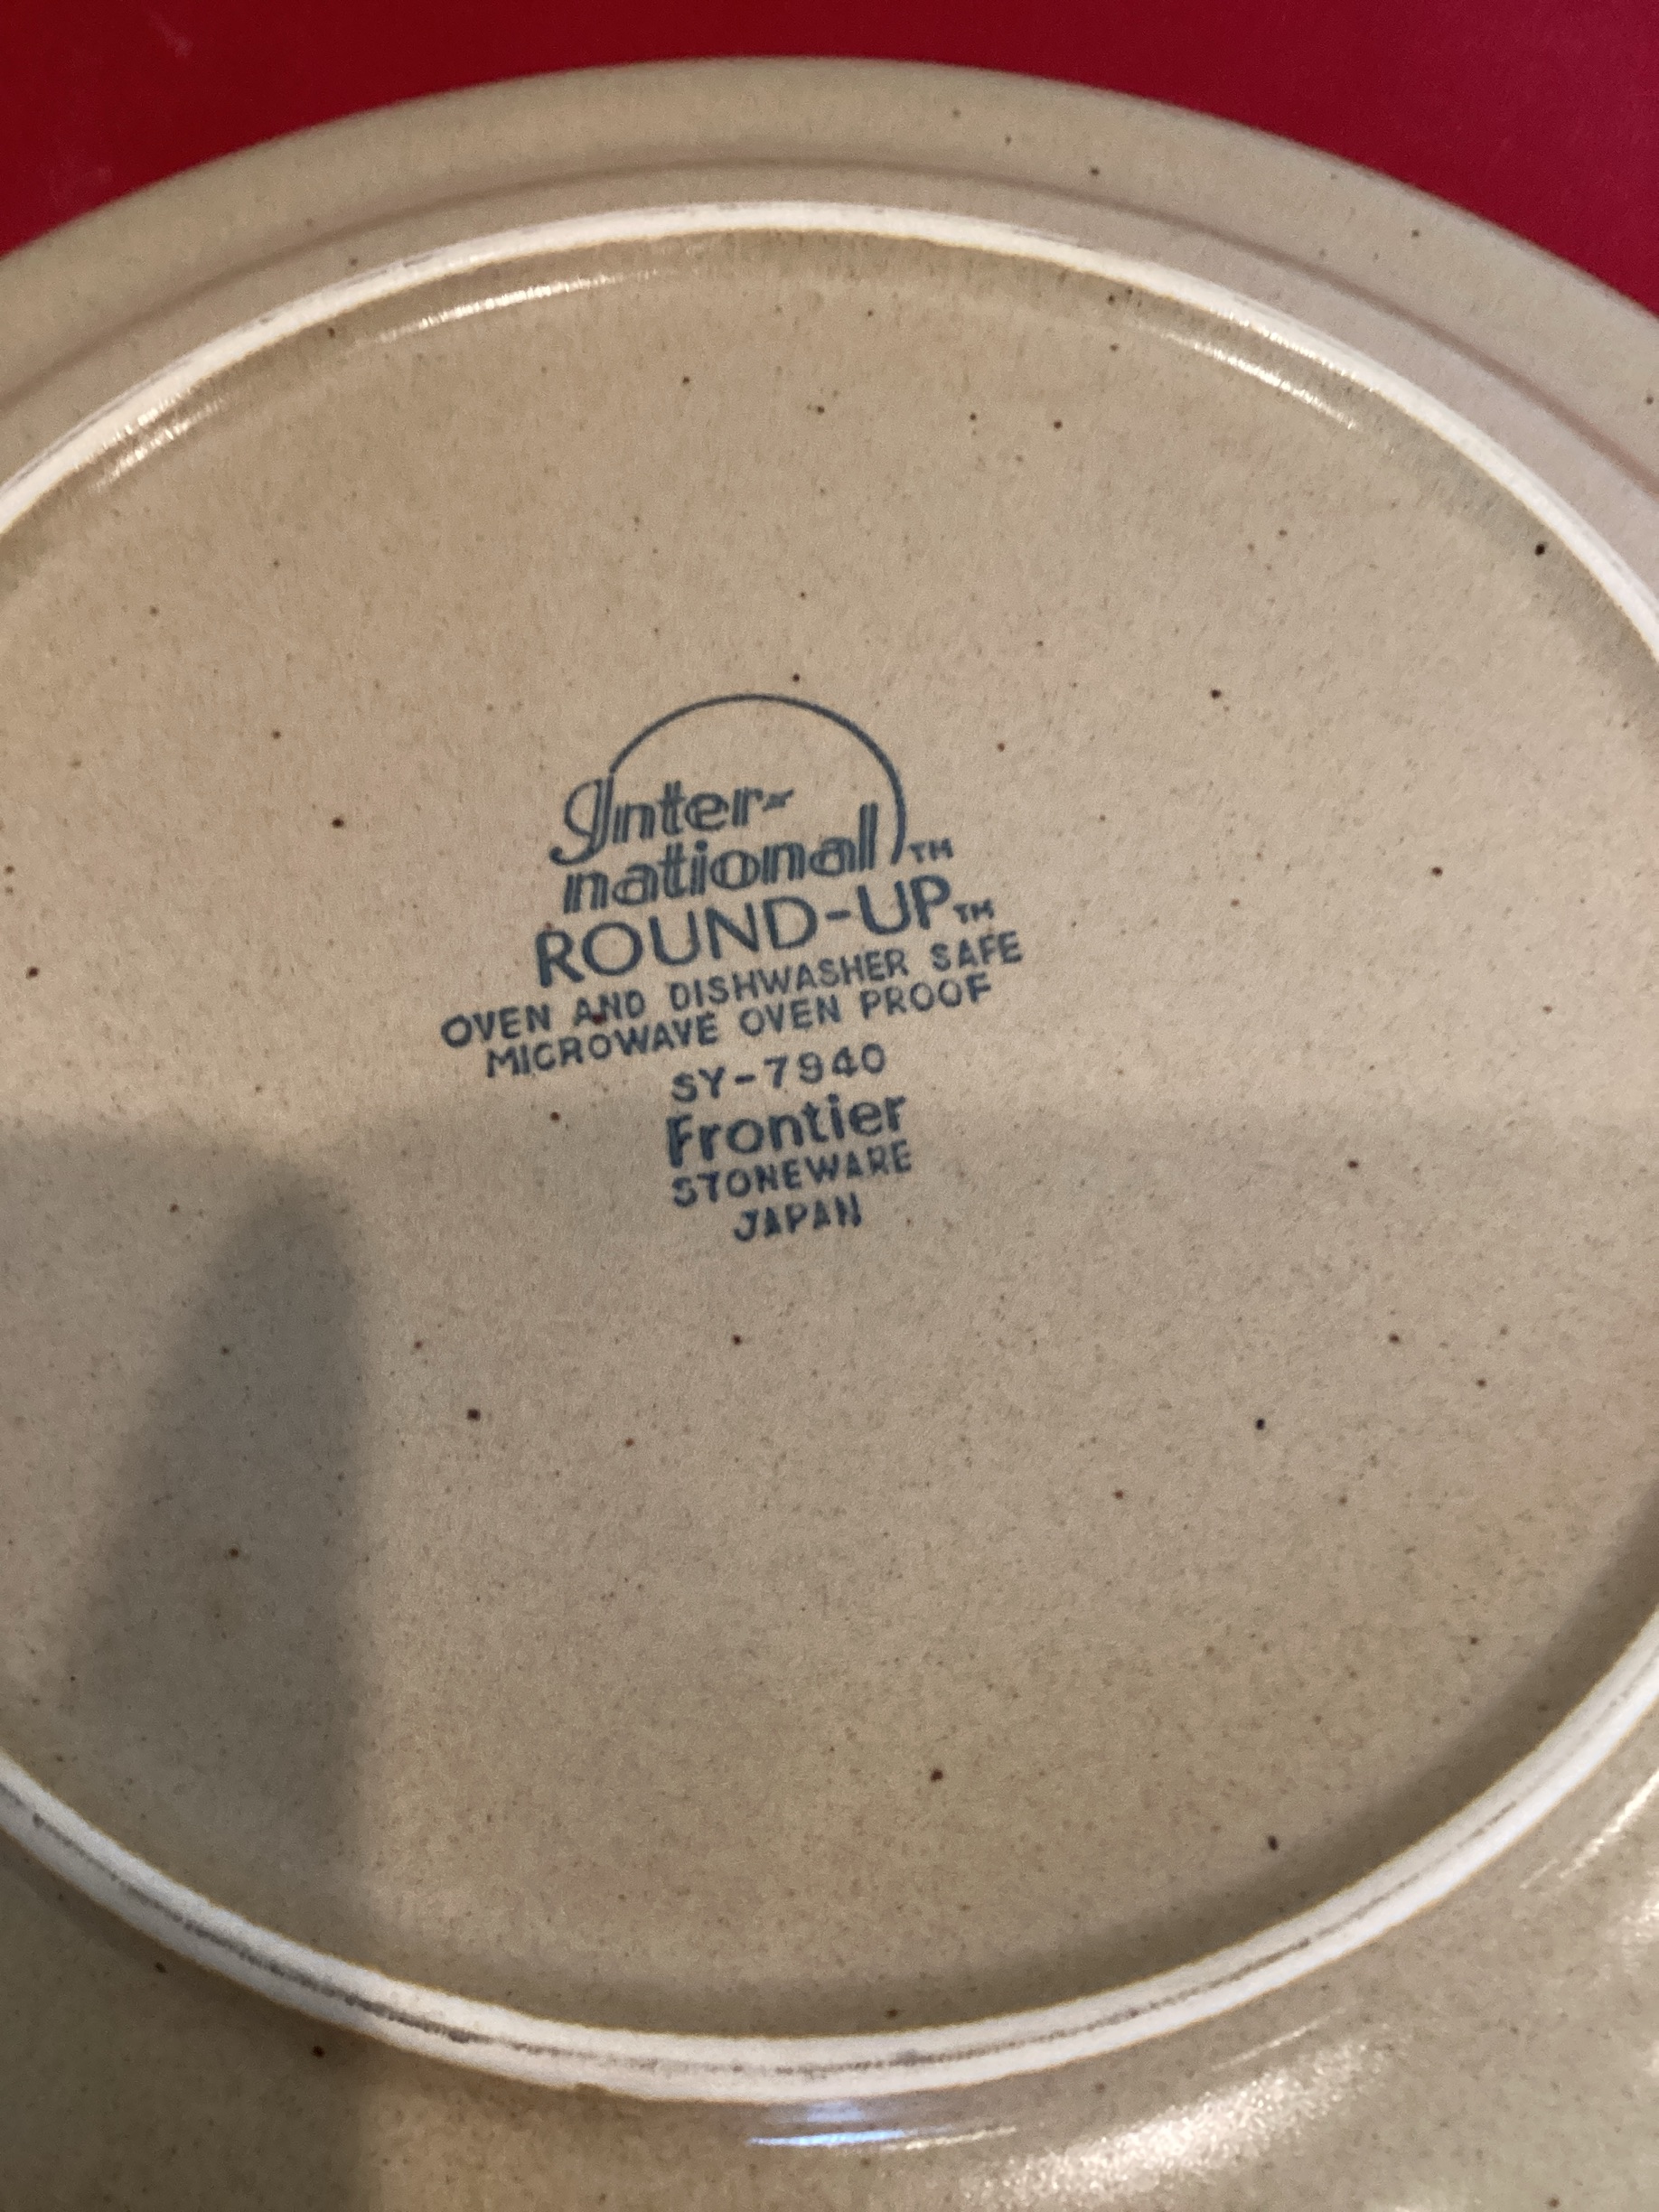 Inter-
national TM
ROUND-UP TM
OVEN AND DISHWASHER SAFE
MICROWAVE OVEN PROOF
SY-7940
Frontier
STONEWARE
JAPAN